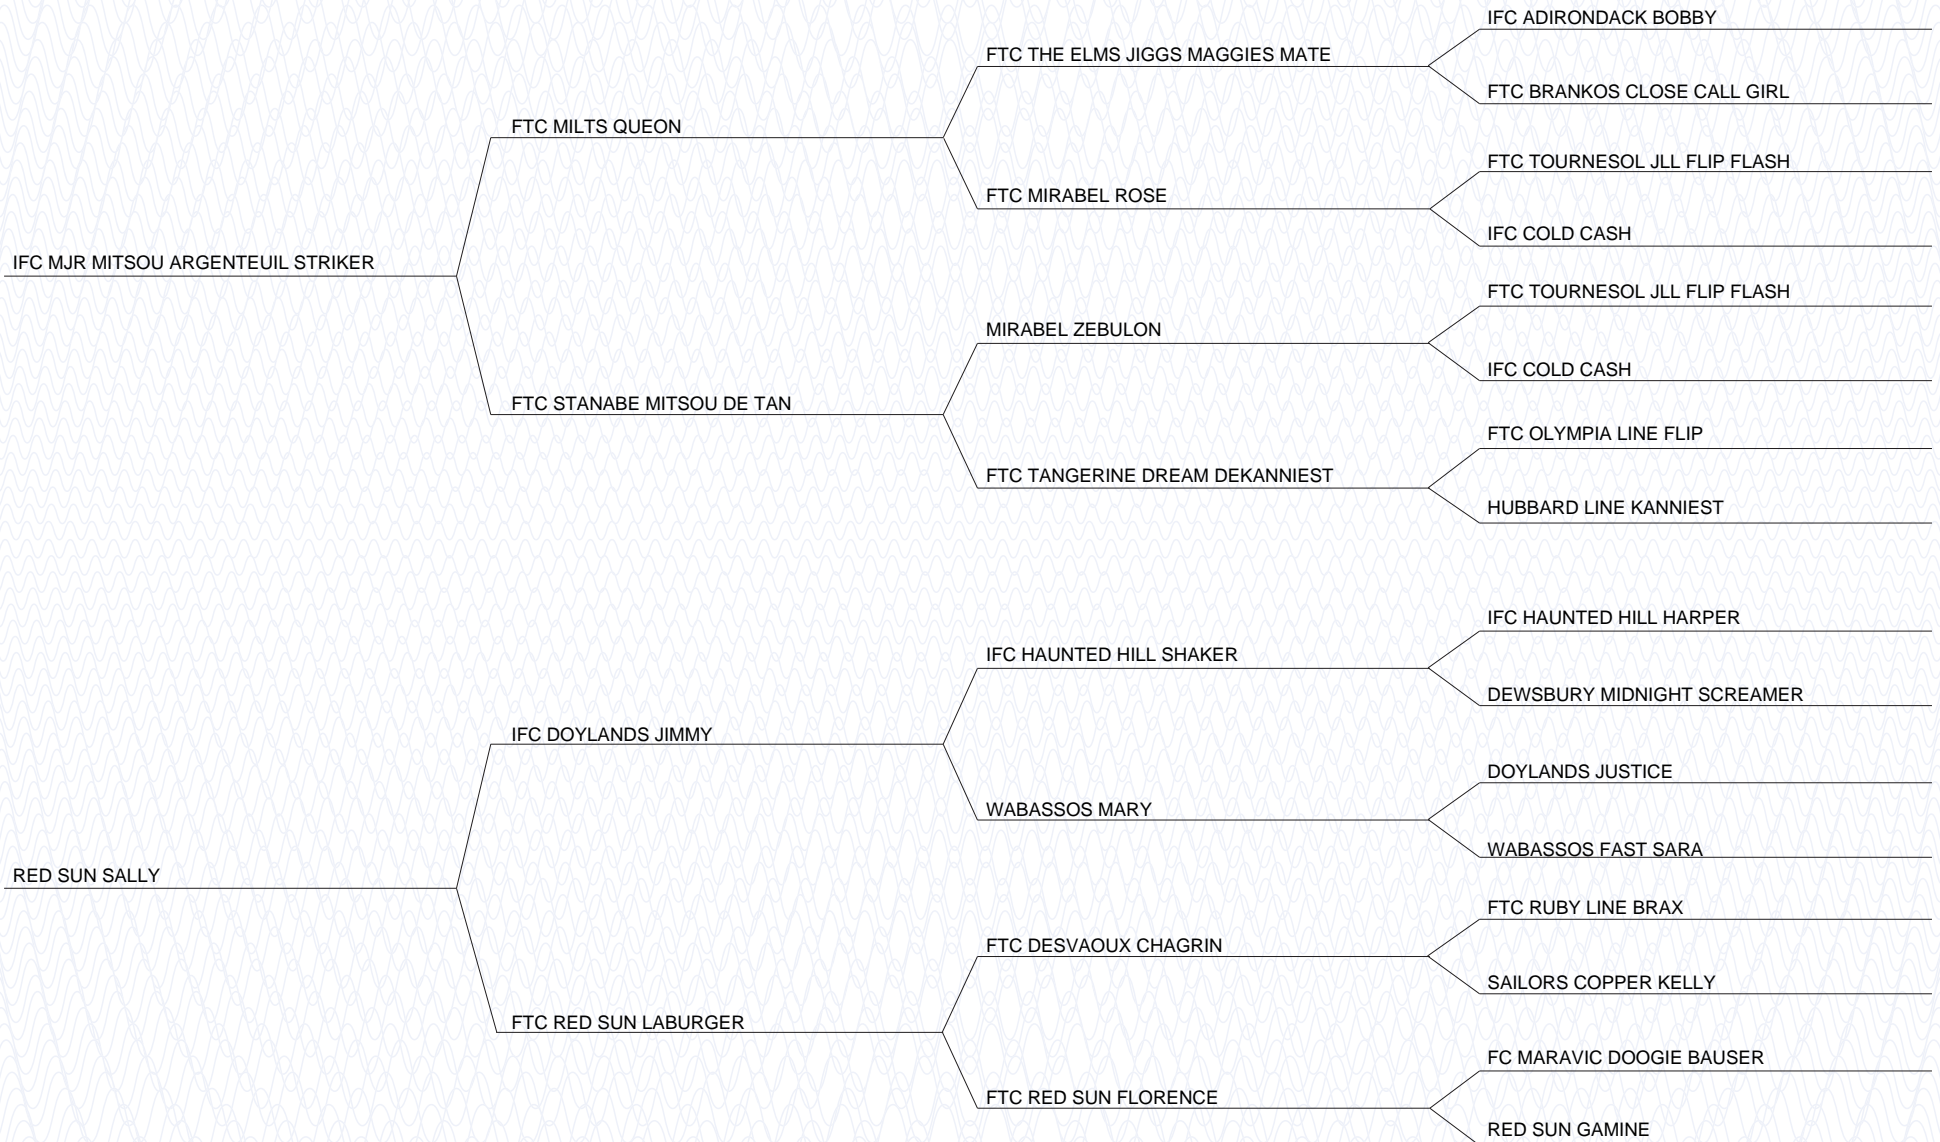 IFC ADIRONDACK BOBBY
FTC THE ELMS JIGGS MAGGIES MATE
FTC BRANKOS CLOSE CALL GIRL
FTC MILTS QUEON
FTC TOURNESOL JLL FLIP FLASH
FTC MIRABEL ROSE
IFC COLD CASH
IFC MJR MITSOU ARGENTEUIL STRIKER
FTC TOURNESOL JLL FLIP FLASH
MIRABEL ZEBULON
IFC COLD CASH
FTC STANABE MITSOU DE TAN
FTC OLYMPIA LINE FLIP
FTC TANGERINE DREAM DEKANNIEST
HUBBARD LINE KANNIEST
IFC HAUNTED HILL HARPER
IFC HAUNTED HILL SHAKER
DEWSBURY MIDNIGHT SCREAMER
IFC DOYLANDS JIMMY
DOYLANDS JUSTICE
WABASSOS MARY
WABASSOS FAST SARA
RED SUN SALLY
FTC RUBY LINE BRAX
FTC DESVAOUX CHAGRIN
SAILORS COPPER KELLY
FTC RED SUN LABURGER
FC MARAVIC DOOGIE BAUSER
FTC RED SUN FLORENCE
RED SUN GAMINE